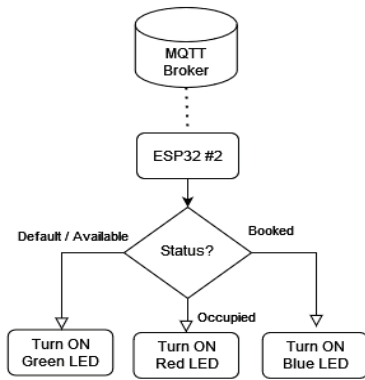 MQTT
Broker
ESP32 #2
Default / Available
Status?
Booked
Occupied
Turn ON
Green LED
Turn ON
Red LED
Turn ON
Blue LED